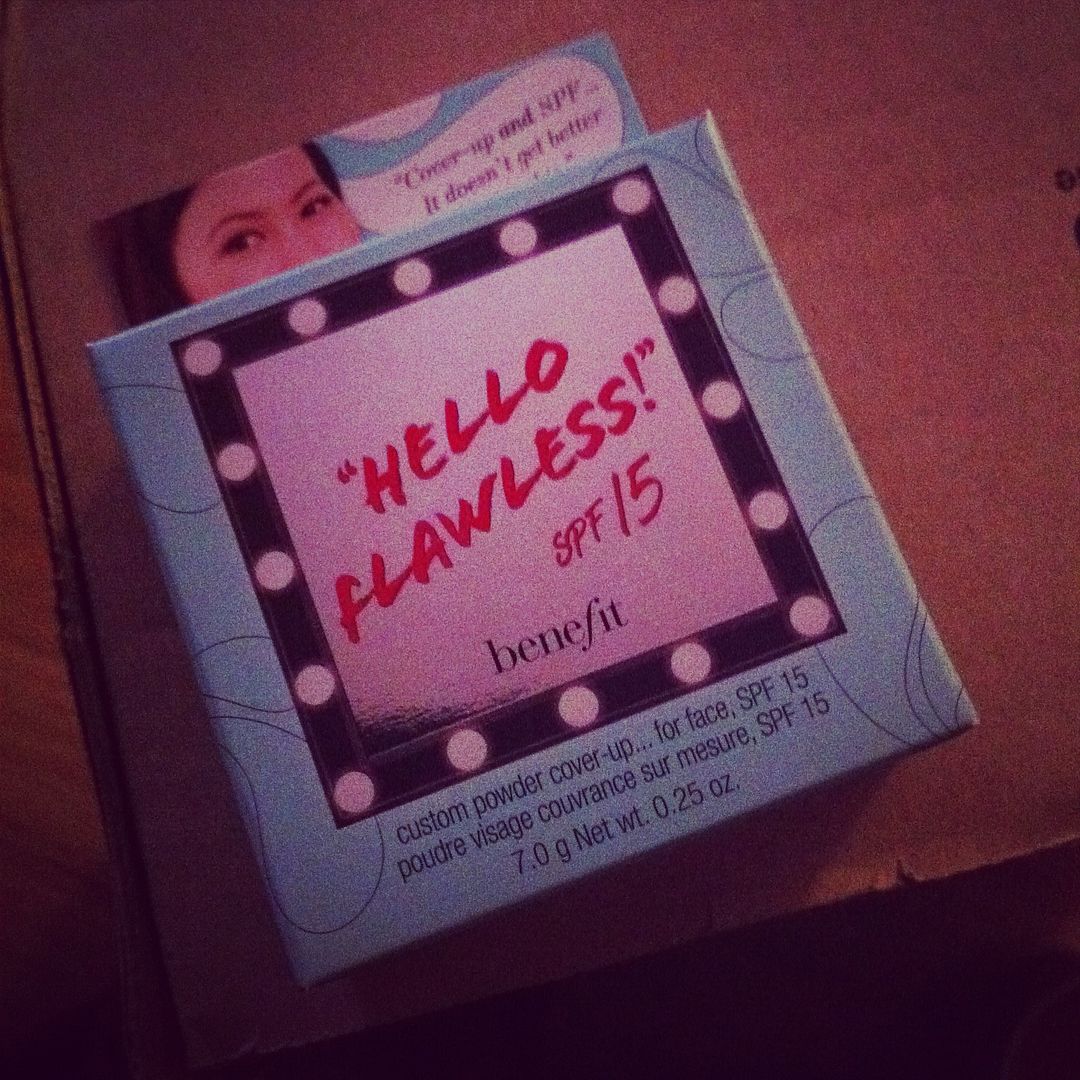 "Cover-up and SPF...
It doesn't get better
"HELLO
FLAWLESS!"
SPF 15
benefit
custom powder cover-up... for face, SPF 15
poudre visage couvrance sur mesure, SPF 15
7.0 g Net wt. 0.25 oz.